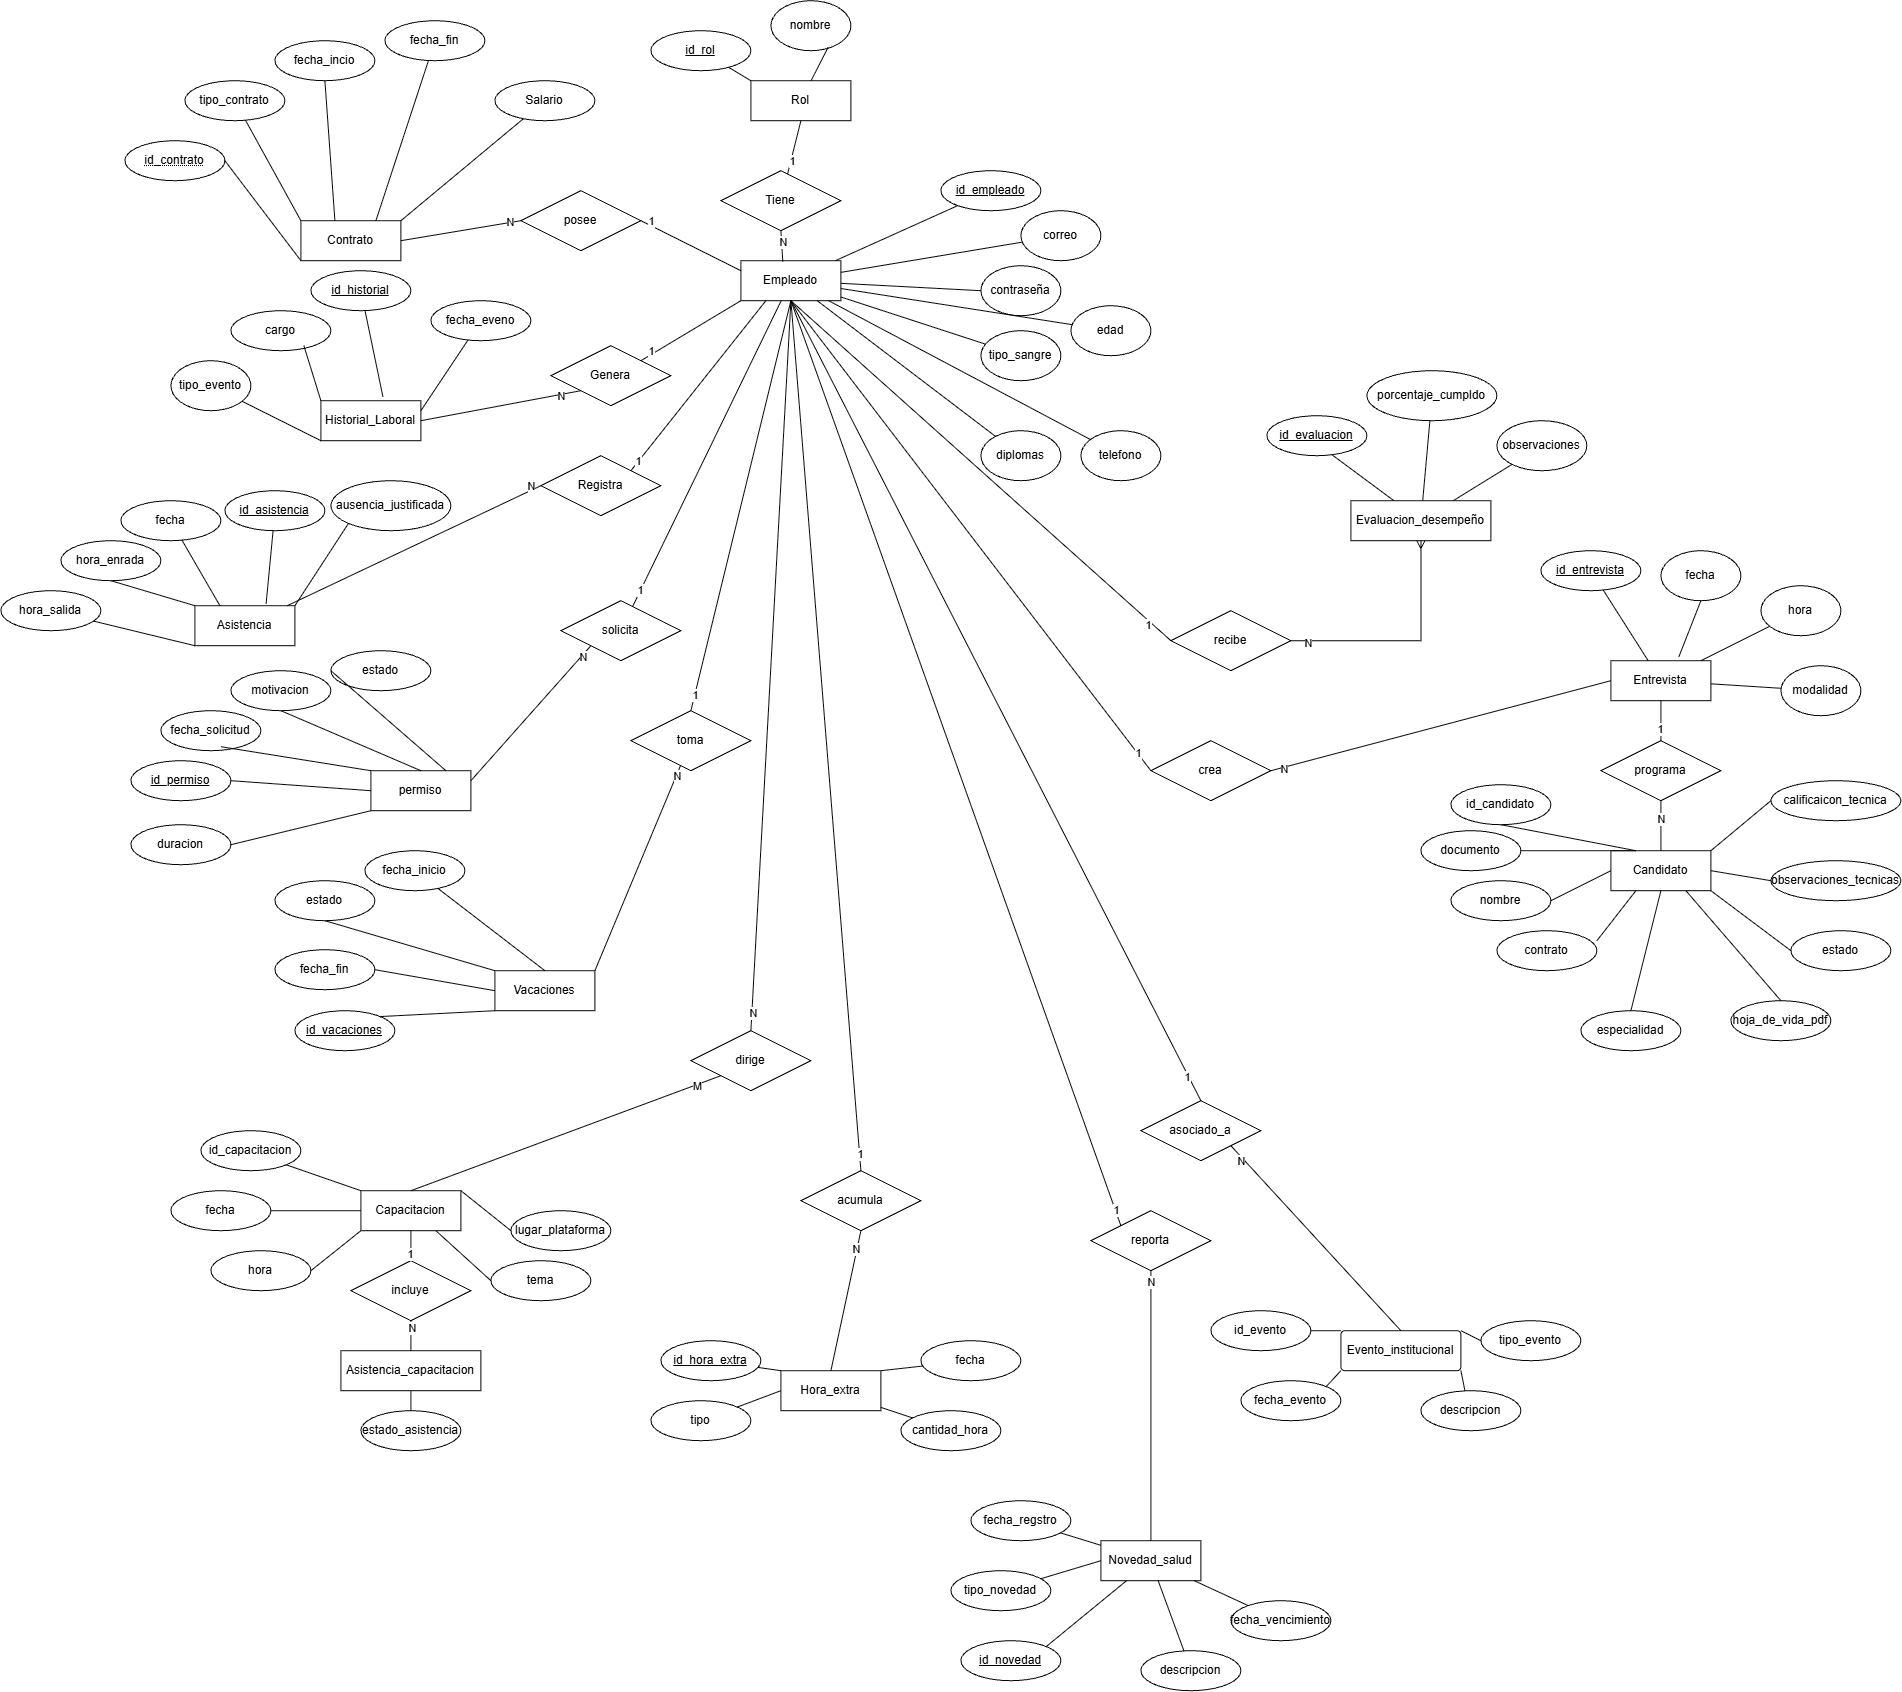 nombre
id_rol
Rol
1
Tiene
N
fecha_fin
fecha_incio
tipo_contrato
Salario
id_contrato
Contrato
N
posee
1
id_empleado
correo
contraseña
edad
tipo_sangre
diplomas
telefono
Empleado
id_historial
cargo
fecha_eveno
tipo_evento
Historial_Laboral
1
Genera
N
1
Registra
N
fecha
id_asistencia
ausencia_justificada
hora_enrada
hora_salida
Asistencia
1
solicita
N
estado
motivacion
fecha_solicitud
id_permiso
permiso
duracion
1
toma
N
fecha_inicio
estado
fecha_fin
Vacaciones
id_vacaciones
porcentaje_cumpldo
id_evaluacion
observaciones
Evaluacion_desempeño
1
recibe
N
id_entrevista
fecha
hora
Entrevista
modalidad
1
crea
N
1
programa
N
id_candidato
calificaicon_tecnica
documento
Candidato
observaciones_tecnicas
nombre
contrato
estado
especialidad
hoja_de_vida_pdf
N
dirige
M
id_capacitacion
fecha
Capacitacion
lugar_plataforma
hora
tema
1
incluye
N
Asistencia_capacitacion
estado_asistencia
1
acumula
N
id_hora_extra
fecha
Hora_extra
tipo
cantidad_hora
1
asociado_a
N
id_evento
tipo_evento
Evento_institucional
fecha_evento
descripcion
1
reporta
N
fecha_regstro
Novedad_salud
tipo_novedad
fecha_vencimiento
id_novedad
descripcion